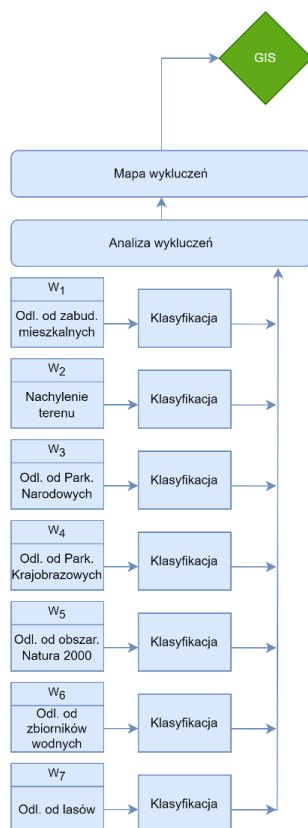 GIS
Mapa wykluczeń
Analiza wykluczeń
W1
Odl. od zabud.
mieszkalnych
Klasyfikacja
W2
Nachylenie
terenu
Klasyfikacja
W3
Odl. od Park.
Narodowych
Klasyfikacja
W4
Odl. od Park.
Krajobrazowych
Klasyfikacja
W5
Odl. od obszar.
Natura 2000
Klasyfikacja
W6
Odl. od
zbiorników
wodnych
Klasyfikacja
W7
Odl. od lasów
Klasyfikacja